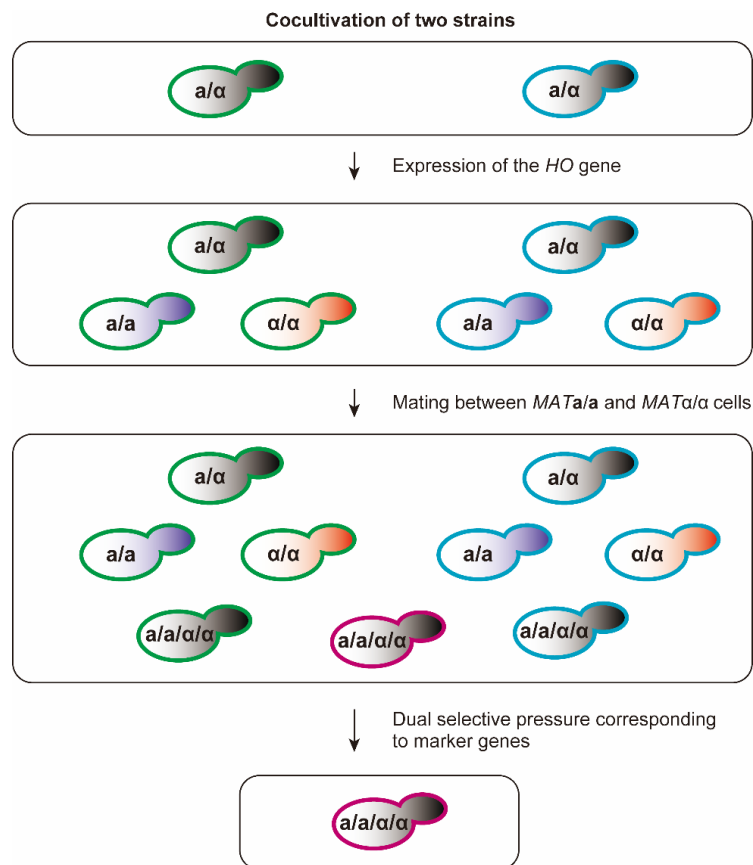 Cocultivation of two strains
a/α
a/α
Expression of the HO gene
a/α
a/α
a/a
α/α
a/a
α/α
Mating between MATa/a and MATα/α cells
a/α
a/α
a/a
α/α
a/a
α/α
a/a/α/α
a/a/α/α
a/a/α/α
Dual selective pressure corresponding
to marker genes
a/a/α/α